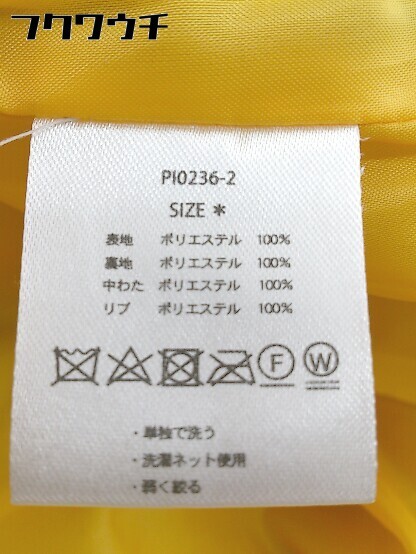 フクワウチ
PI0236-2
SIZE *
表地 ポリエステル 100%
裏地 ポリエステル 100%
中わた ポリエステル 100%
リブ ポリエステル 100%
F W
・単独で洗う
・洗濯ネット使用
・弱く絞る